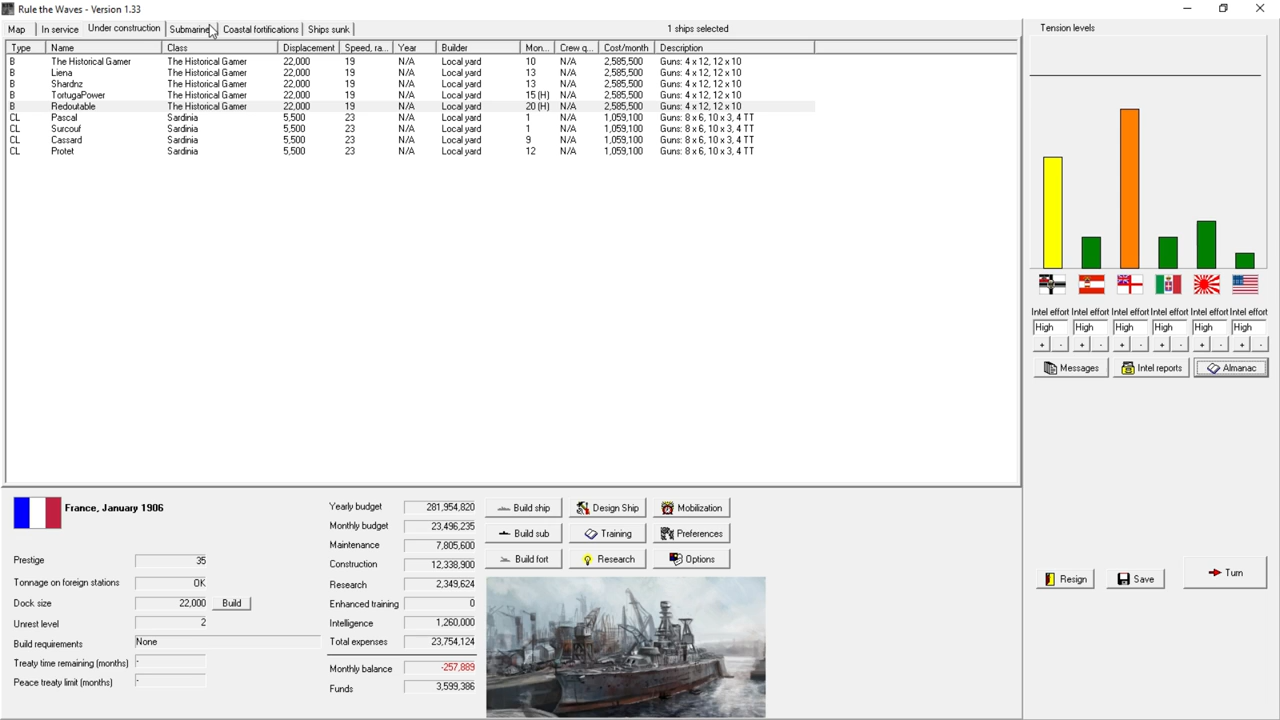 Rule the Waves - Version 1.33
Map In service Under construction Submarine Coastal fortifications Ships sunk 1 ships selected
Type Name Class Displacement Speed, ra... Year Builder Mon... Crew q... Cost/month Description
B The Historical Gamer The Historical Gamer 22,000 19 N/A Local yard 10 N/A 2,585,500 Guns: 4 x 12, 12 x 10
B Liena The Historical Gamer 22,000 19 N/A Local yard 13 N/A 2,585,500 Guns: 4 x 12, 12 x 10
B Shardnz The Historical Gamer 22,000 19 N/A Local yard 13 N/A 2,585,500 Guns: 4 x 12, 12 x 10
B TortugaPower The Historical Gamer 22,000 19 N/A Local yard 15 (H) N/A 2,585,500 Guns: 4 x 12, 12 x 10
B Redoutable The Historical Gamer 22,000 19 N/A Local yard 20 (H) N/A 2,585,500 Guns: 4 x 12, 12 x 10
CL Pascal Sardinia 5,500 23 N/A Local yard 1 N/A 1,059,100 Guns: 8 x 6, 10 x 3, 4 TT
CL Surcouf Sardinia 5,500 23 N/A Local yard 1 N/A 1,059,100 Guns: 8 x 6, 10 x 3, 4 TT
CL Cassard Sardinia 5,500 23 N/A Local yard 9 N/A 1,059,100 Guns: 8 x 6, 10 x 3, 4 TT
CL Protet Sardinia 5,500 23 N/A Local yard 12 N/A 1,059,100 Guns: 8 x 6, 10 x 3, 4 TT
Tension levels
Intel effort Intel effort Intel effort Intel effort Intel effort Intel effort
High High High High High High
+ - + - + - + - + - + -
Messages Intel reports Almanac
France, January 1906
Prestige 35
Tonnage on foreign stations OK
Dock size 22,000 Build
Unrest level 2
Build requirements None
Treaty time remaining (months) -
Peace treaty limit (months) -
Yearly budget 281,954,820
Monthly budget 23,496,235
Maintenance 7,805,600
Construction 12,338,900
Research 2,349,624
Enhanced training 0
Intelligence 1,260,000
Total expenses 23,754,124
Monthly balance -257,889
Funds 3,599,386
Build ship Design Ship Mobilization
Build sub Training Preferences
Build fort Research Options
Resign Save Turn